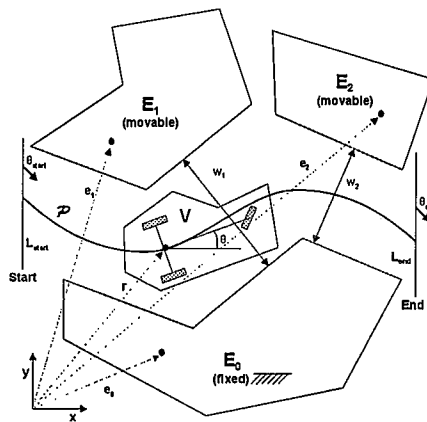 E₁
(movable)
E₂
(movable)
θstart
e₁
w₁
e₂
w₂
𝒫
V
θ
Lstart
Start
r
Lend
End
E₀
(fixed)
y
x
e₀